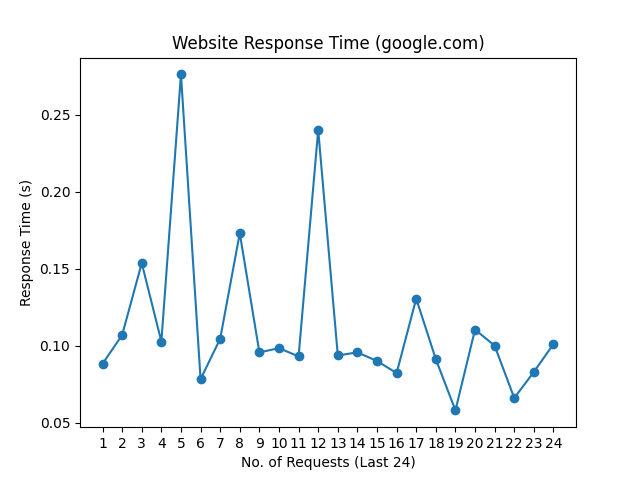 Website Response Time (google.com)
0.25
0.20
0.15
0.10
0.05
Response Time (s)
1 2 3 4 5 6 7 8 9 10 11 12 13 14 15 16 17 18 19 20 21 22 23 24
No. of Requests (Last 24)